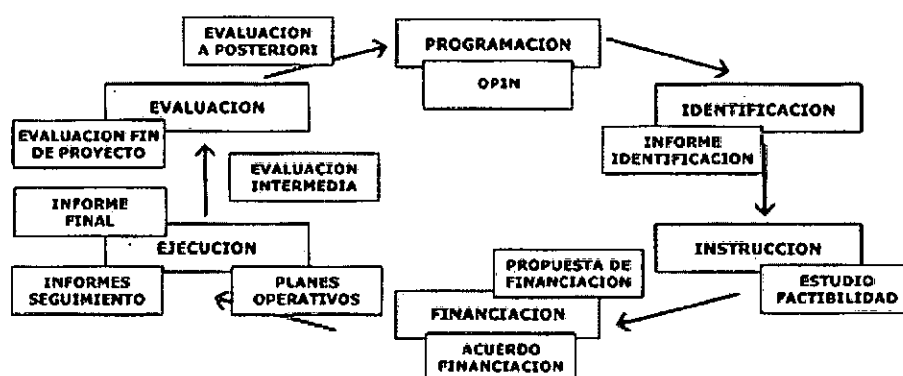 EVALUACION
A POSTERIORI
PROGRAMACION
OPIN
EVALUACION
IDENTIFICACION
EVALUACION FIN
DE PROYECTO
INFORME
IDENTIFICACION
EVALUACION
INTERMEDIA
INFORME
FINAL
EJECUCION
INSTRUCCION
INFORMES
SEGUIMIENTO
PLANES
OPERATIVOS
PROPUESTA DE
FINANCIACION
ESTUDIO
FACTIBILIDAD
FINANCIACION
ACUERDO
FINANCIACION